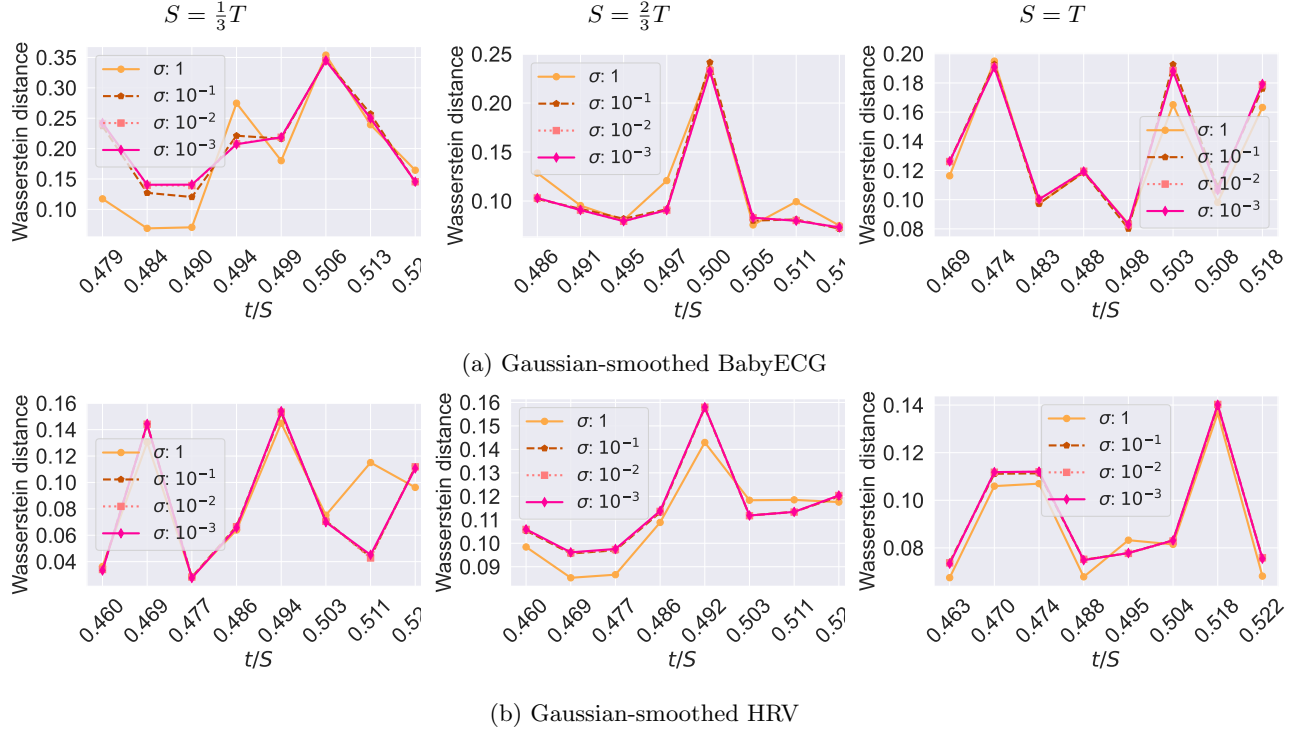 S = 1/3 T
S = 2/3 T
S = T
Wasserstein distance
0.35
0.30
0.25
0.20
0.15
0.10
σ: 1
σ: 10⁻¹
σ: 10⁻²
σ: 10⁻³
0.479 0.484 0.490 0.494 0.499 0.506 0.513
t/S
Wasserstein distance
0.25
0.20
0.15
0.10
σ: 1
σ: 10⁻¹
σ: 10⁻²
σ: 10⁻³
0.486 0.491 0.495 0.497 0.500 0.505 0.511
t/S
Wasserstein distance
0.20
0.18
0.16
0.14
0.12
0.10
0.08
σ: 1
σ: 10⁻¹
σ: 10⁻²
σ: 10⁻³
0.469 0.474 0.483 0.488 0.498 0.503 0.508 0.518
t/S
(a) Gaussian-smoothed BabyECG
Wasserstein distance
0.16
0.14
0.12
0.10
0.08
0.06
0.04
σ: 1
σ: 10⁻¹
σ: 10⁻²
σ: 10⁻³
0.460 0.469 0.477 0.486 0.494 0.503 0.511
t/S
Wasserstein distance
0.16
0.15
0.14
0.13
0.12
0.11
0.10
0.09
σ: 1
σ: 10⁻¹
σ: 10⁻²
σ: 10⁻³
0.460 0.469 0.477 0.486 0.492 0.503 0.511
t/S
Wasserstein distance
0.14
0.12
0.10
0.08
σ: 1
σ: 10⁻¹
σ: 10⁻²
σ: 10⁻³
0.463 0.470 0.474 0.488 0.495 0.504 0.518 0.522
t/S
(b) Gaussian-smoothed HRV